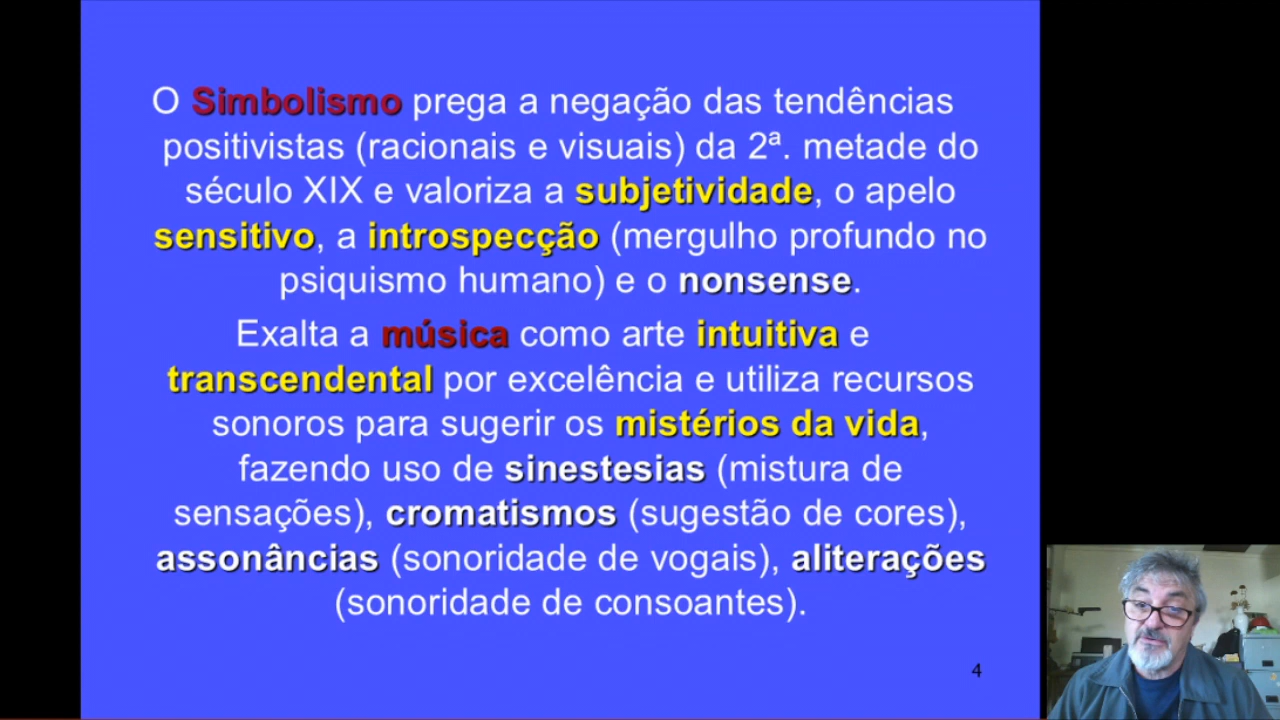 O Simbolismo prega a negação das tendências
positivistas (racionais e visuais) da 2ª. metade do
século XIX e valoriza a subjetividade, o apelo
sensitivo, a introspecção (mergulho profundo no
psiquismo humano) e o nonsense.
Exalta a música como arte intuitiva e
transcendental por excelência e utiliza recursos
sonoros para sugerir os mistérios da vida,
fazendo uso de sinestesias (mistura de
sensações), cromatismos (sugestão de cores),
assonâncias (sonoridade de vogais), aliterações
(sonoridade de consoantes).
4